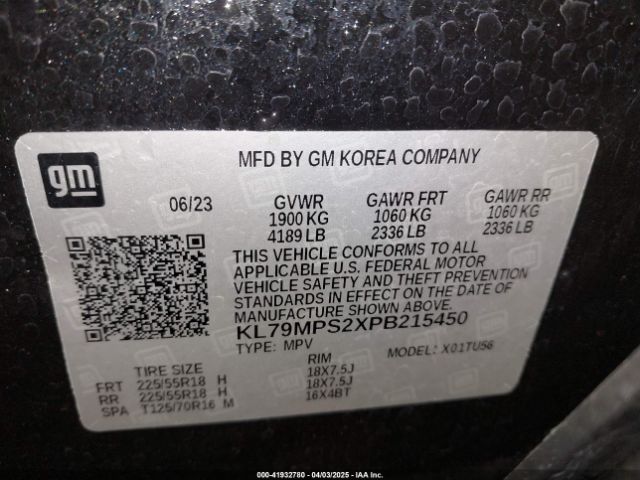 gm
MFD BY GM KOREA COMPANY
06/23 GVWR GAWR FRT GAWR RR
1900 KG 1060 KG 1060 KG
4189 LB 2336 LB 2336 LB
THIS VEHICLE CONFORMS TO ALL
APPLICABLE U.S. FEDERAL MOTOR
VEHICLE SAFETY AND THEFT PREVENTION
STANDARDS IN EFFECT ON THE DATE OF
MANUFACTURE SHOWN ABOVE.
KL79MPS2XPB215450
TYPE: MPV MODEL: X01TU56
TIRE SIZE RIM
FRT 225/55R18 H 18X7.5J
RR 225/55R18 H 18X7.5J
SPA T125/70R16 M 16X4BT
000-41932780 - 04/03/2025 - IAA Inc.